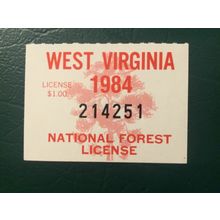 WEST VIRGINIA
1984
LICENSE
$1.00
214251
NATIONAL FOREST
LICENSE